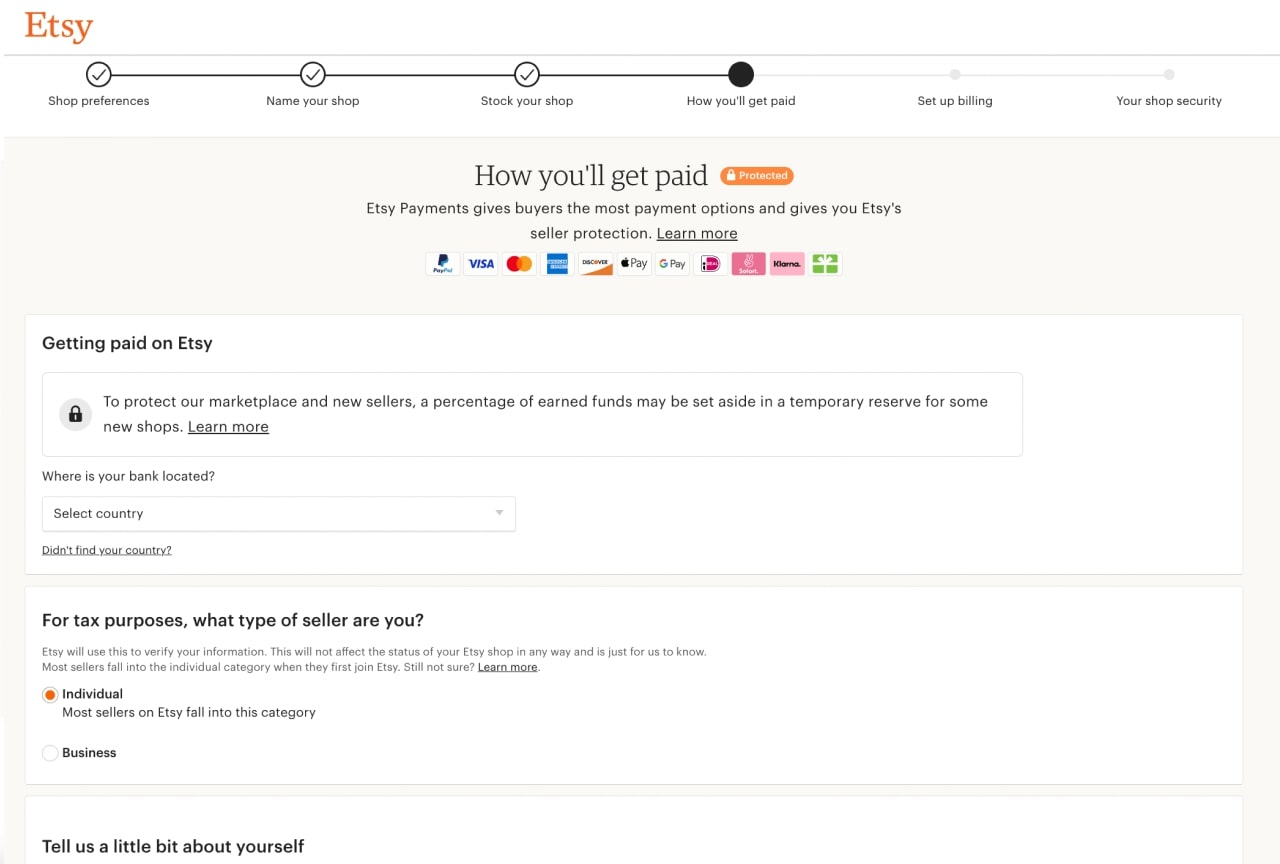 Etsy
Shop preferences
Name your shop
Stock your shop
How you'll get paid
Set up billing
Your shop security
How you'll get paid
Protected
Etsy Payments gives buyers the most payment options and gives you Etsy's
seller protection. Learn more
PayPal
VISA
DISCOVER
Pay
G Pay
Sofort.
Klarna.
Getting paid on Etsy
To protect our marketplace and new sellers, a percentage of earned funds may be set aside in a temporary reserve for some
new shops. Learn more
Where is your bank located?
Select country
Didn't find your country?
For tax purposes, what type of seller are you?
Etsy will use this to verify your information. This will not affect the status of your Etsy shop in any way and is just for us to know.
Most sellers fall into the individual category when they first join Etsy. Still not sure? Learn more.
Individual
Most sellers on Etsy fall into this category
Business
Tell us a little bit about yourself